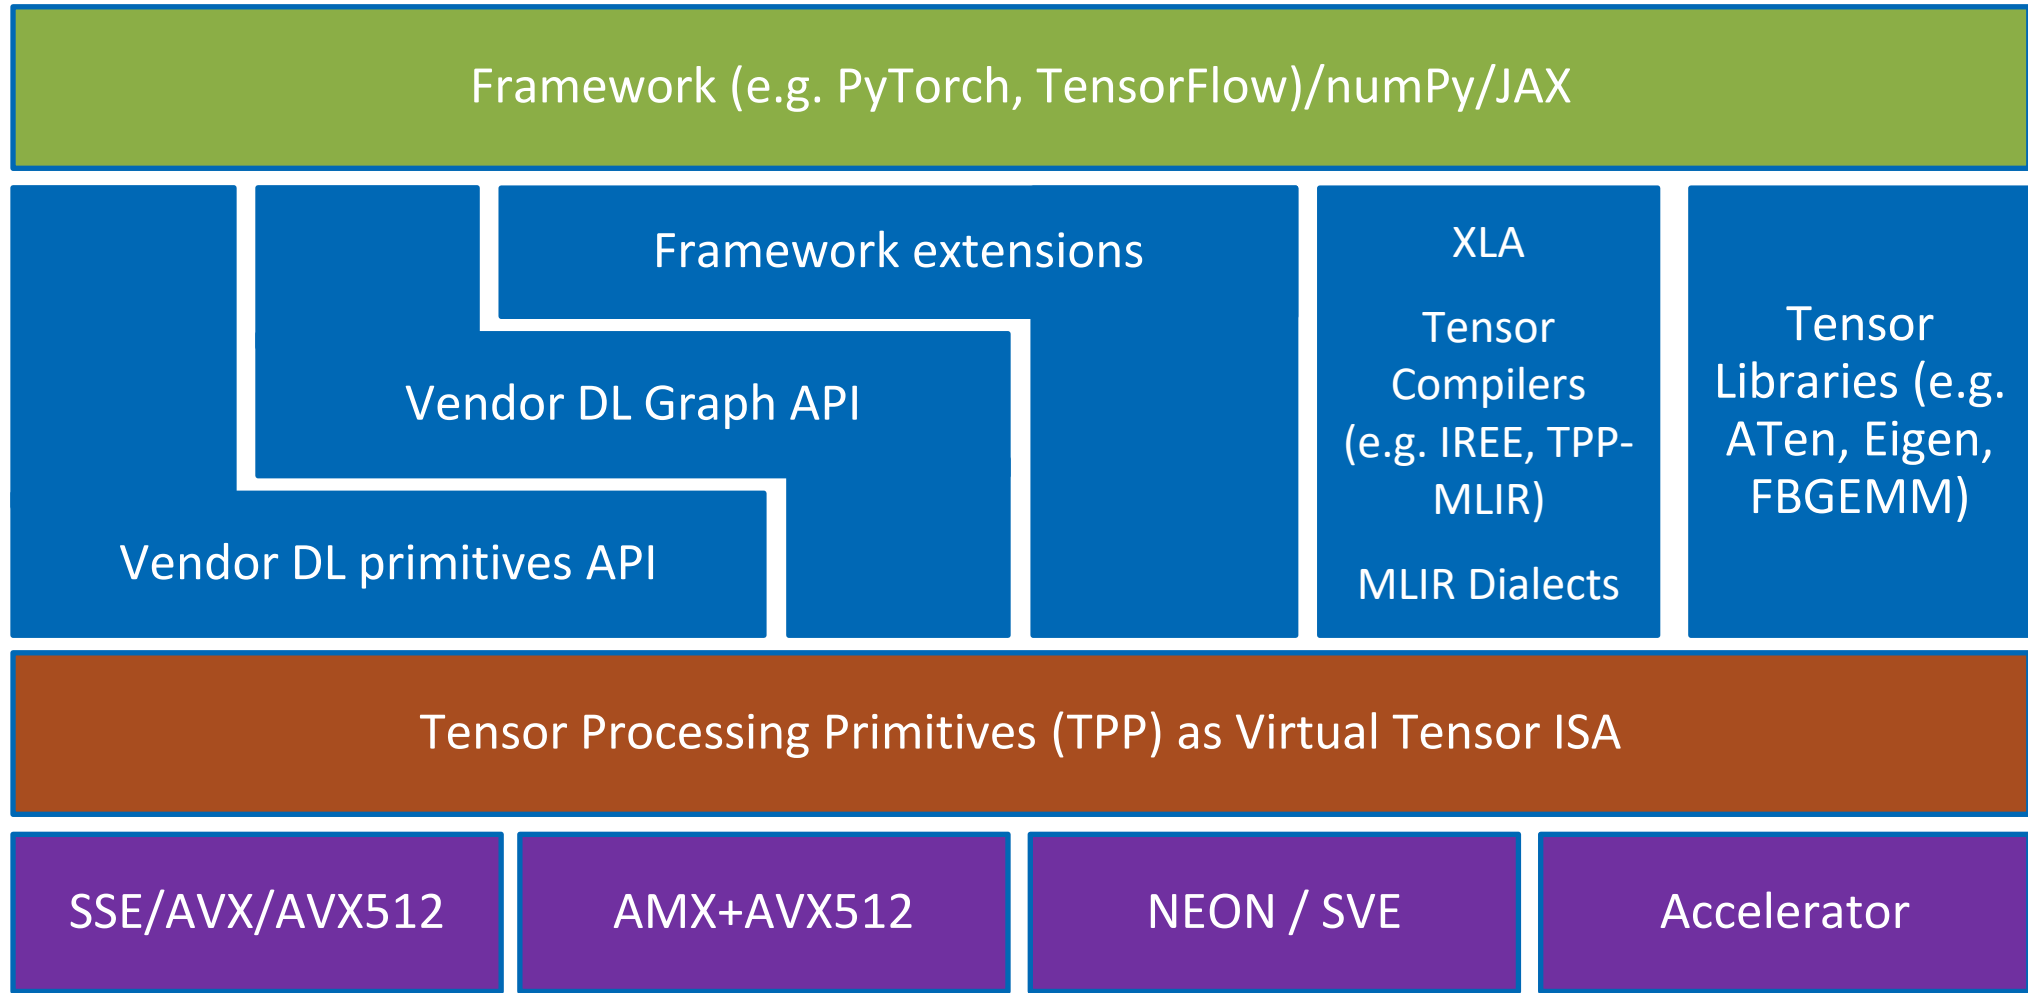 Framework (e.g. PyTorch, TensorFlow)/numPy/JAX
Framework extensions
Vendor DL Graph API
Vendor DL primitives API
XLA
Tensor
Compilers
(e.g. IREE, TPP-
MLIR)
MLIR Dialects
Tensor
Libraries (e.g.
ATen, Eigen,
FBGEMM)
Tensor Processing Primitives (TPP) as Virtual Tensor ISA
SSE/AVX/AVX512
AMX+AVX512
NEON / SVE
Accelerator